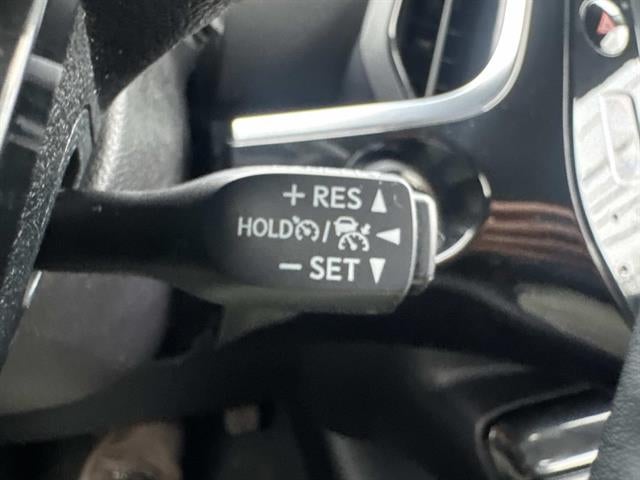 + RES
HOLD /
− SET